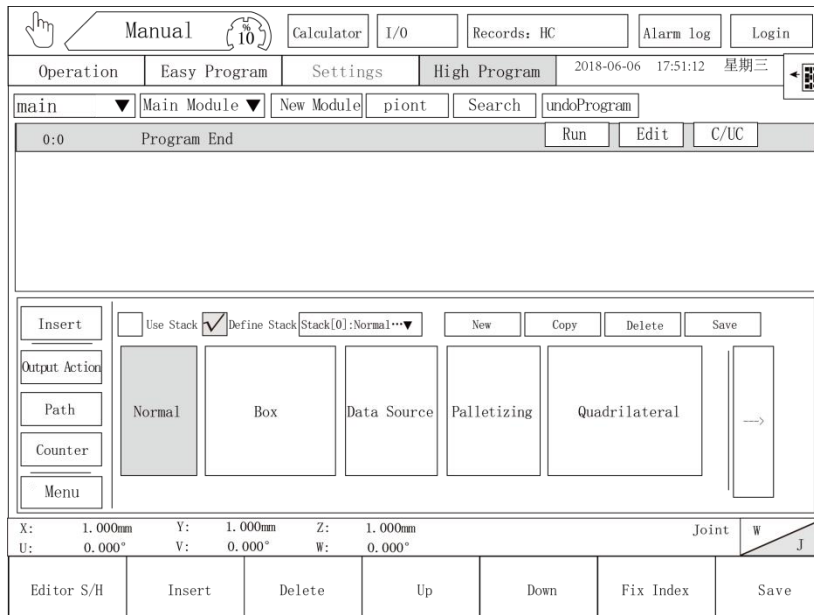 Manual % 10 Calculator I/O Records: HC Alarm log Login
Operation Easy Program Settings High Program 2018-06-06 17:51:12 星期三
main ▼ Main Module ▼ New Module piont Search undoProgram
0:0 Program End Run Edit C/UC
Insert Use Stack Define Stack Stack[0]:Normal…▼ New Copy Delete Save
Output Action
Path Normal Box Data Source Palletizing Quadrilateral --->
Counter
Menu
X: 1.000mm Y: 1.000mm Z: 1.000mm Joint W J
U: 0.000° V: 0.000° W: 0.000°
Editor S/H Insert Delete Up Down Fix Index Save